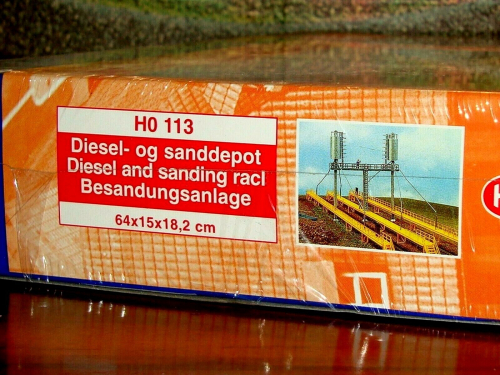 H0 113
Diesel- og sanddepot
Diesel and sanding racl
Besandungsanlage
64x15x18,2 cm